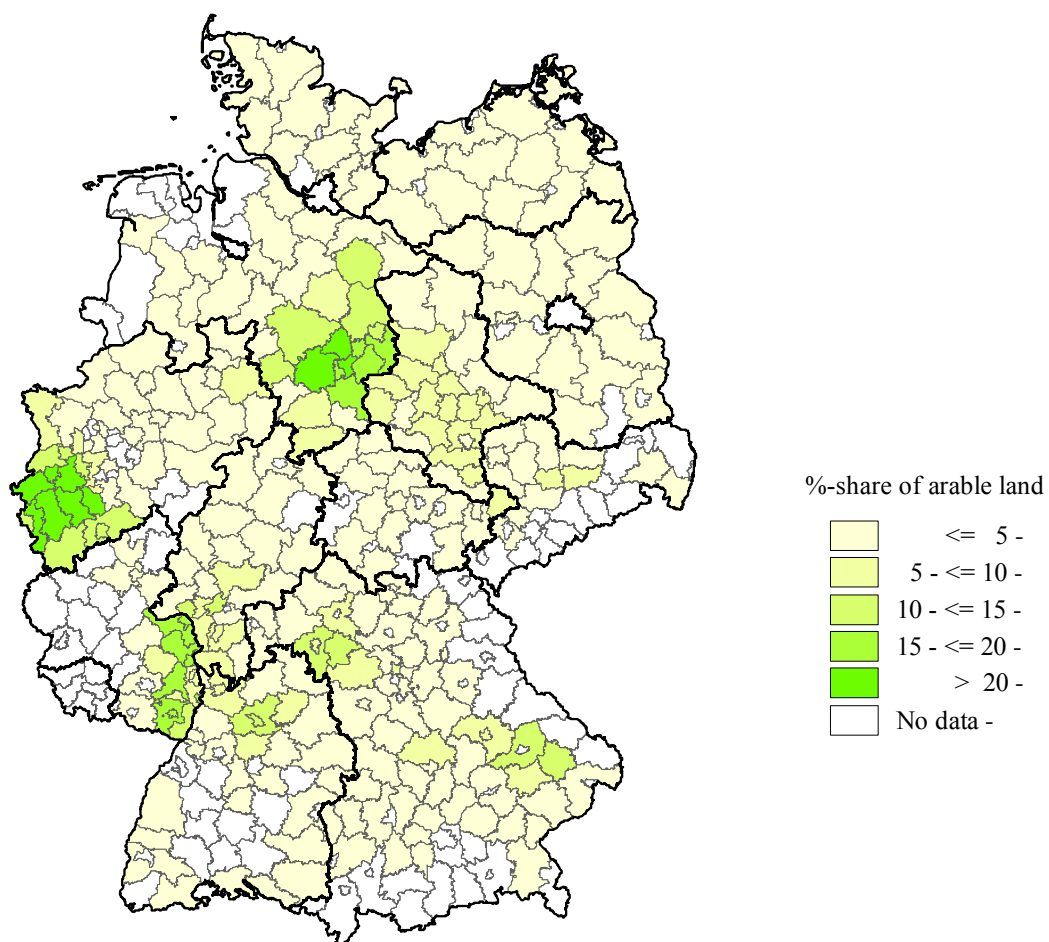 %-share of arable land
<= 5 -
5 - <= 10 -
10 - <= 15 -
15 - <= 20 -
> 20 -
No data -